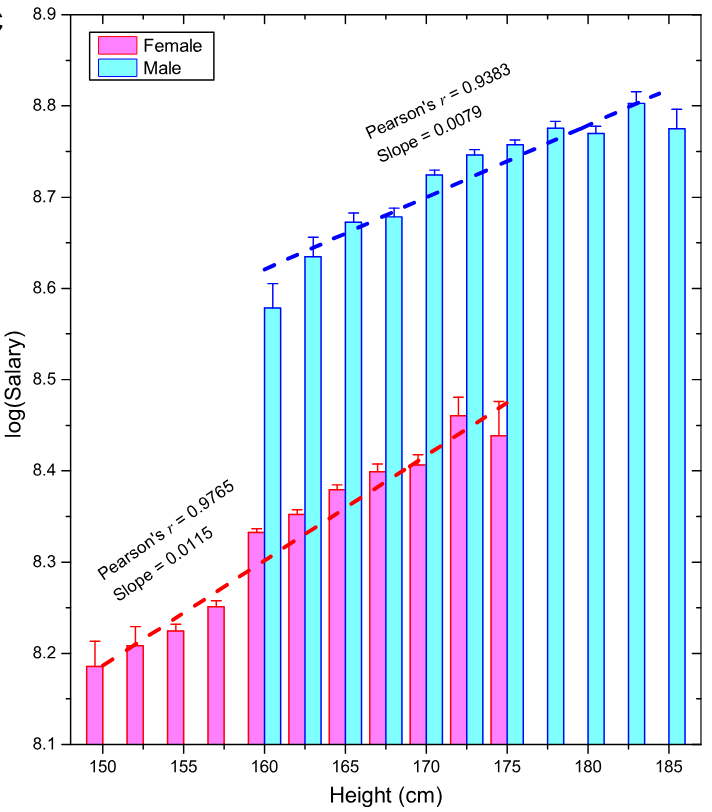 c
8.9
Female
Male
8.8
Pearson's r = 0.9383
Slope = 0.0079
8.7
8.6
log(Salary)
8.5
8.4
Pearson's r = 0.9765
Slope = 0.0115
8.3
8.2
8.1
150 155 160 165 170 175 180 185
Height (cm)